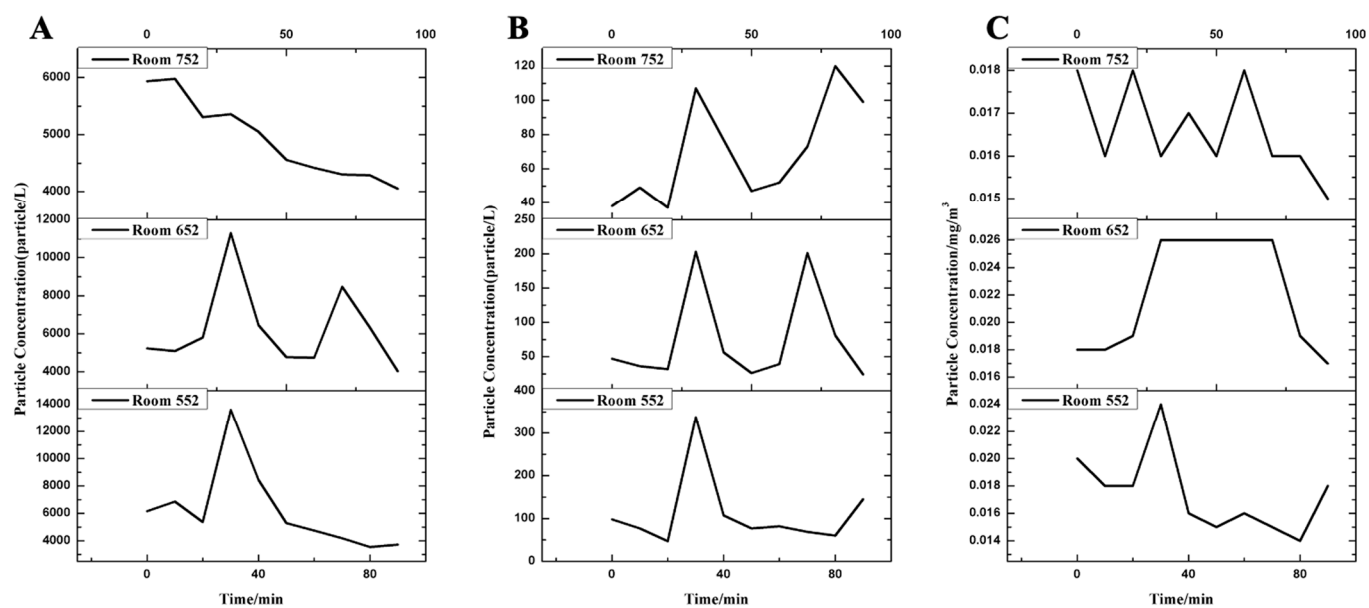 A
0 50 100
Room 752
6000
5000
4000
Room 652
12000
10000
8000
6000
4000
Room 552
14000
12000
10000
8000
6000
4000
Particle Concentration(particle/L)
0 40 80
Time/min
B
0 50 100
Room 752
120
100
80
60
40
Room 652
250
200
150
100
50
Room 552
400
300
200
100
0
Particle Concentration(particle/L)
0 40 80
Time/min
C
0 50 100
Room 752
0.018
0.017
0.016
0.015
Room 652
0.026
0.024
0.022
0.020
0.018
0.016
Room 552
0.024
0.022
0.020
0.018
0.016
0.014
Particle Concentration/mg/m³
0 40 80
Time/min